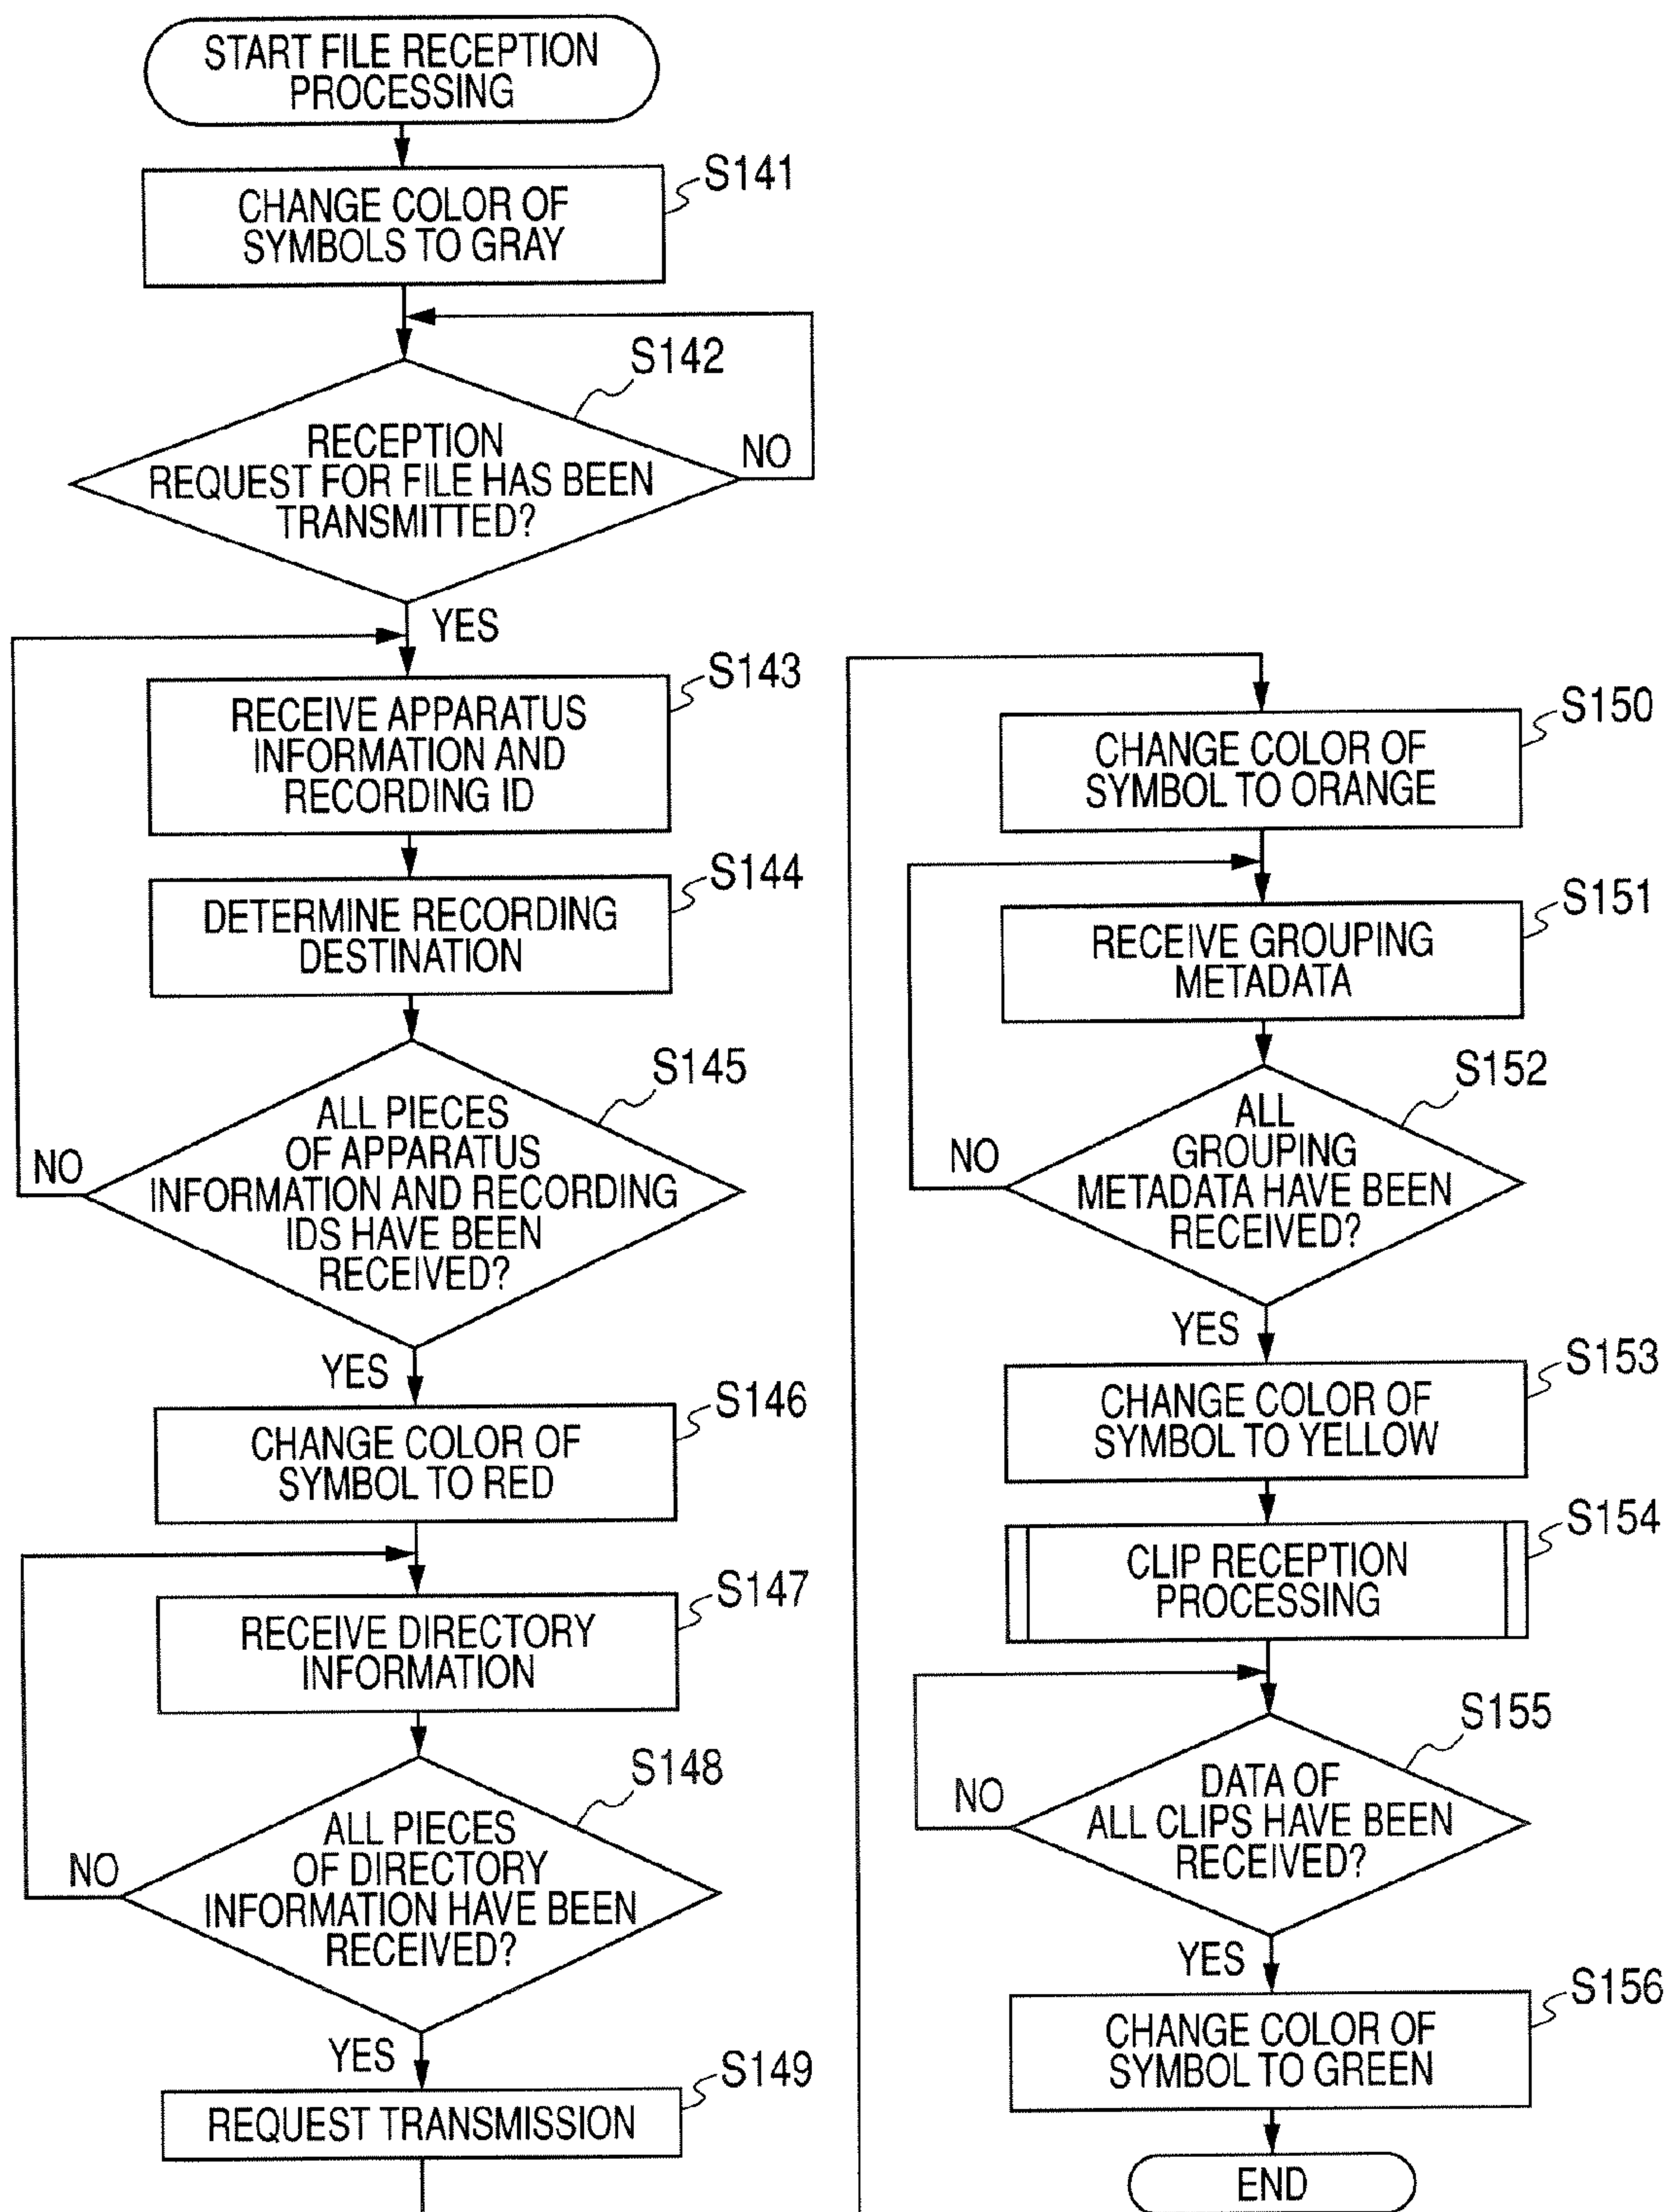 START FILE RECEPTION
PROCESSING
S141
CHANGE COLOR OF
SYMBOLS TO GRAY
S142
RECEPTION
REQUEST FOR FILE HAS BEEN
TRANSMITTED?
NO
YES
S143
RECEIVE APPARATUS
INFORMATION AND
RECORDING ID
S144
DETERMINE RECORDING
DESTINATION
S145
ALL PIECES
OF APPARATUS
INFORMATION AND RECORDING
IDS HAVE BEEN
RECEIVED?
NO
YES
S146
CHANGE COLOR OF
SYMBOL TO RED
S147
RECEIVE DIRECTORY
INFORMATION
S148
ALL PIECES
OF DIRECTORY
INFORMATION HAVE BEEN
RECEIVED?
NO
YES
S149
REQUEST TRANSMISSION
S150
CHANGE COLOR OF
SYMBOL TO ORANGE
S151
RECEIVE GROUPING
METADATA
S152
ALL
GROUPING
METADATA HAVE BEEN
RECEIVED?
NO
YES
S153
CHANGE COLOR OF
SYMBOL TO YELLOW
S154
CLIP RECEPTION
PROCESSING
S155
DATA OF
ALL CLIPS HAVE BEEN
RECEIVED?
NO
YES
S156
CHANGE COLOR OF
SYMBOL TO GREEN
END